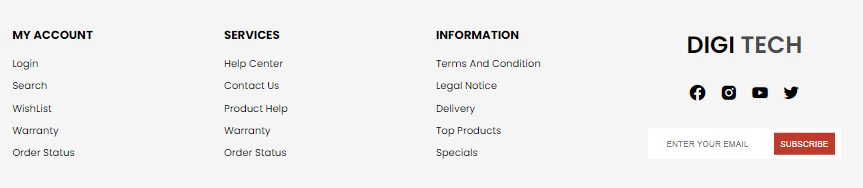 MY ACCOUNT
Login
Search
WishList
Warranty
Order Status
SERVICES
Help Center
Contact Us
Product Help
Warranty
Order Status
INFORMATION
Terms And Condition
Legal Notice
Delivery
Top Products
Specials
DIGI TECH
ENTER YOUR EMAIL
SUBSCRIBE